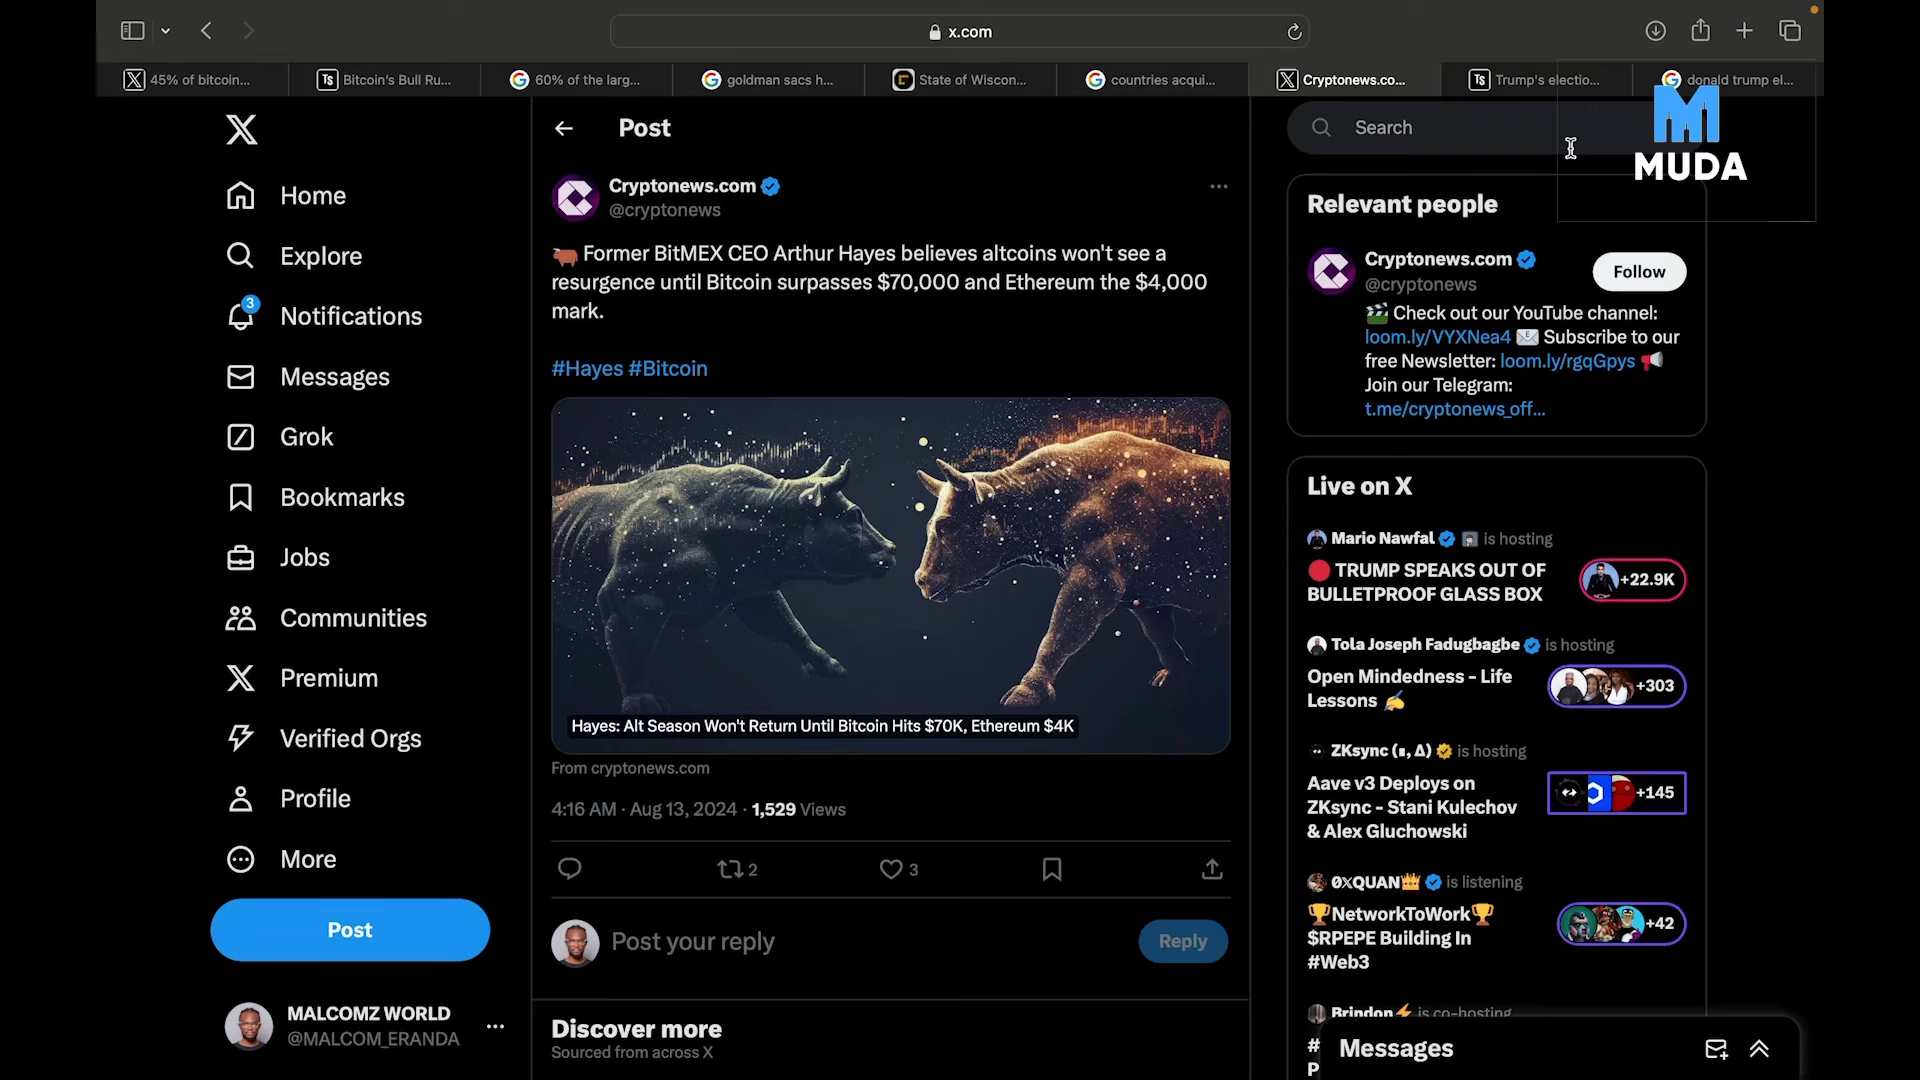 x.com
45% of bitcoin...
Bitcoin's Bull Ru...
60% of the larg...
goldman sacs h...
State of Wiscon...
countries acqui...
Cryptonews.co...
Trump's electio...
donald trump el...
MUDA
Home
Explore
3
Notifications
Messages
Grok
Bookmarks
Jobs
Communities
Premium
Verified Orgs
Profile
More
Post
MALCOMZ WORLD
@MALCOM_ERANDA
Post
Cryptonews.com
@cryptonews
Former BitMEX CEO Arthur Hayes believes altcoins won't see a
resurgence until Bitcoin surpasses $70,000 and Ethereum the $4,000
mark.
#Hayes #Bitcoin
Hayes: Alt Season Won't Return Until Bitcoin Hits $70K, Ethereum $4K
From cryptonews.com
4:16 AM · Aug 13, 2024 · 1,529 Views
2
3
Post your reply
Reply
Discover more
Sourced from across X
Search
Relevant people
Cryptonews.com
@cryptonews
Follow
Check out our YouTube channel:
loom.ly/VYXNea4 Subscribe to our
free Newsletter: loom.ly/rgqGpys
Join our Telegram:
t.me/cryptonews_off...
Live on X
Mario Nawfal is hosting
TRUMP SPEAKS OUT OF
BULLETPROOF GLASS BOX
+22.9K
Tola Joseph Fadugbagbe is hosting
Open Mindedness - Life
Lessons
+303
ZKsync (∎, ∆) is hosting
Aave v3 Deploys on
ZKsync - Stani Kulechov
& Alex Gluchowski
+145
0xQUAN is listening
NetworkToWork
$RPEPE Building In
#Web3
+42
Brindon is co-hosting
#
P
Messages